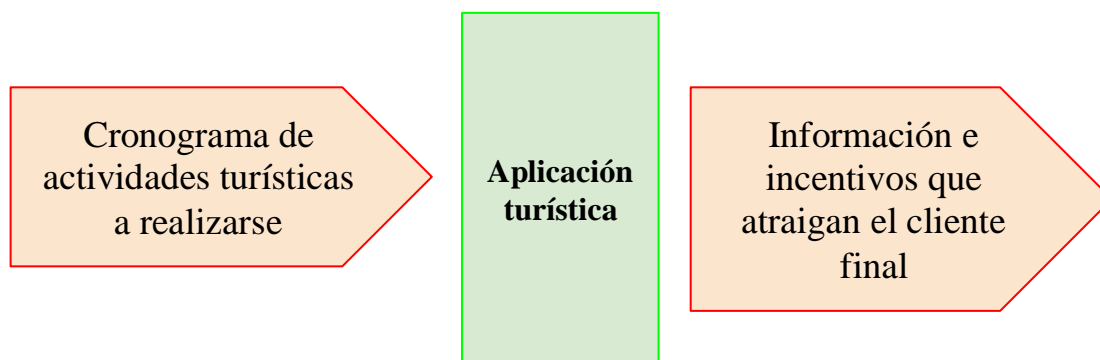 Cronograma de
actividades turísticas
a realizarse
Aplicación
turística
Información e
incentivos que
atraigan el cliente
final